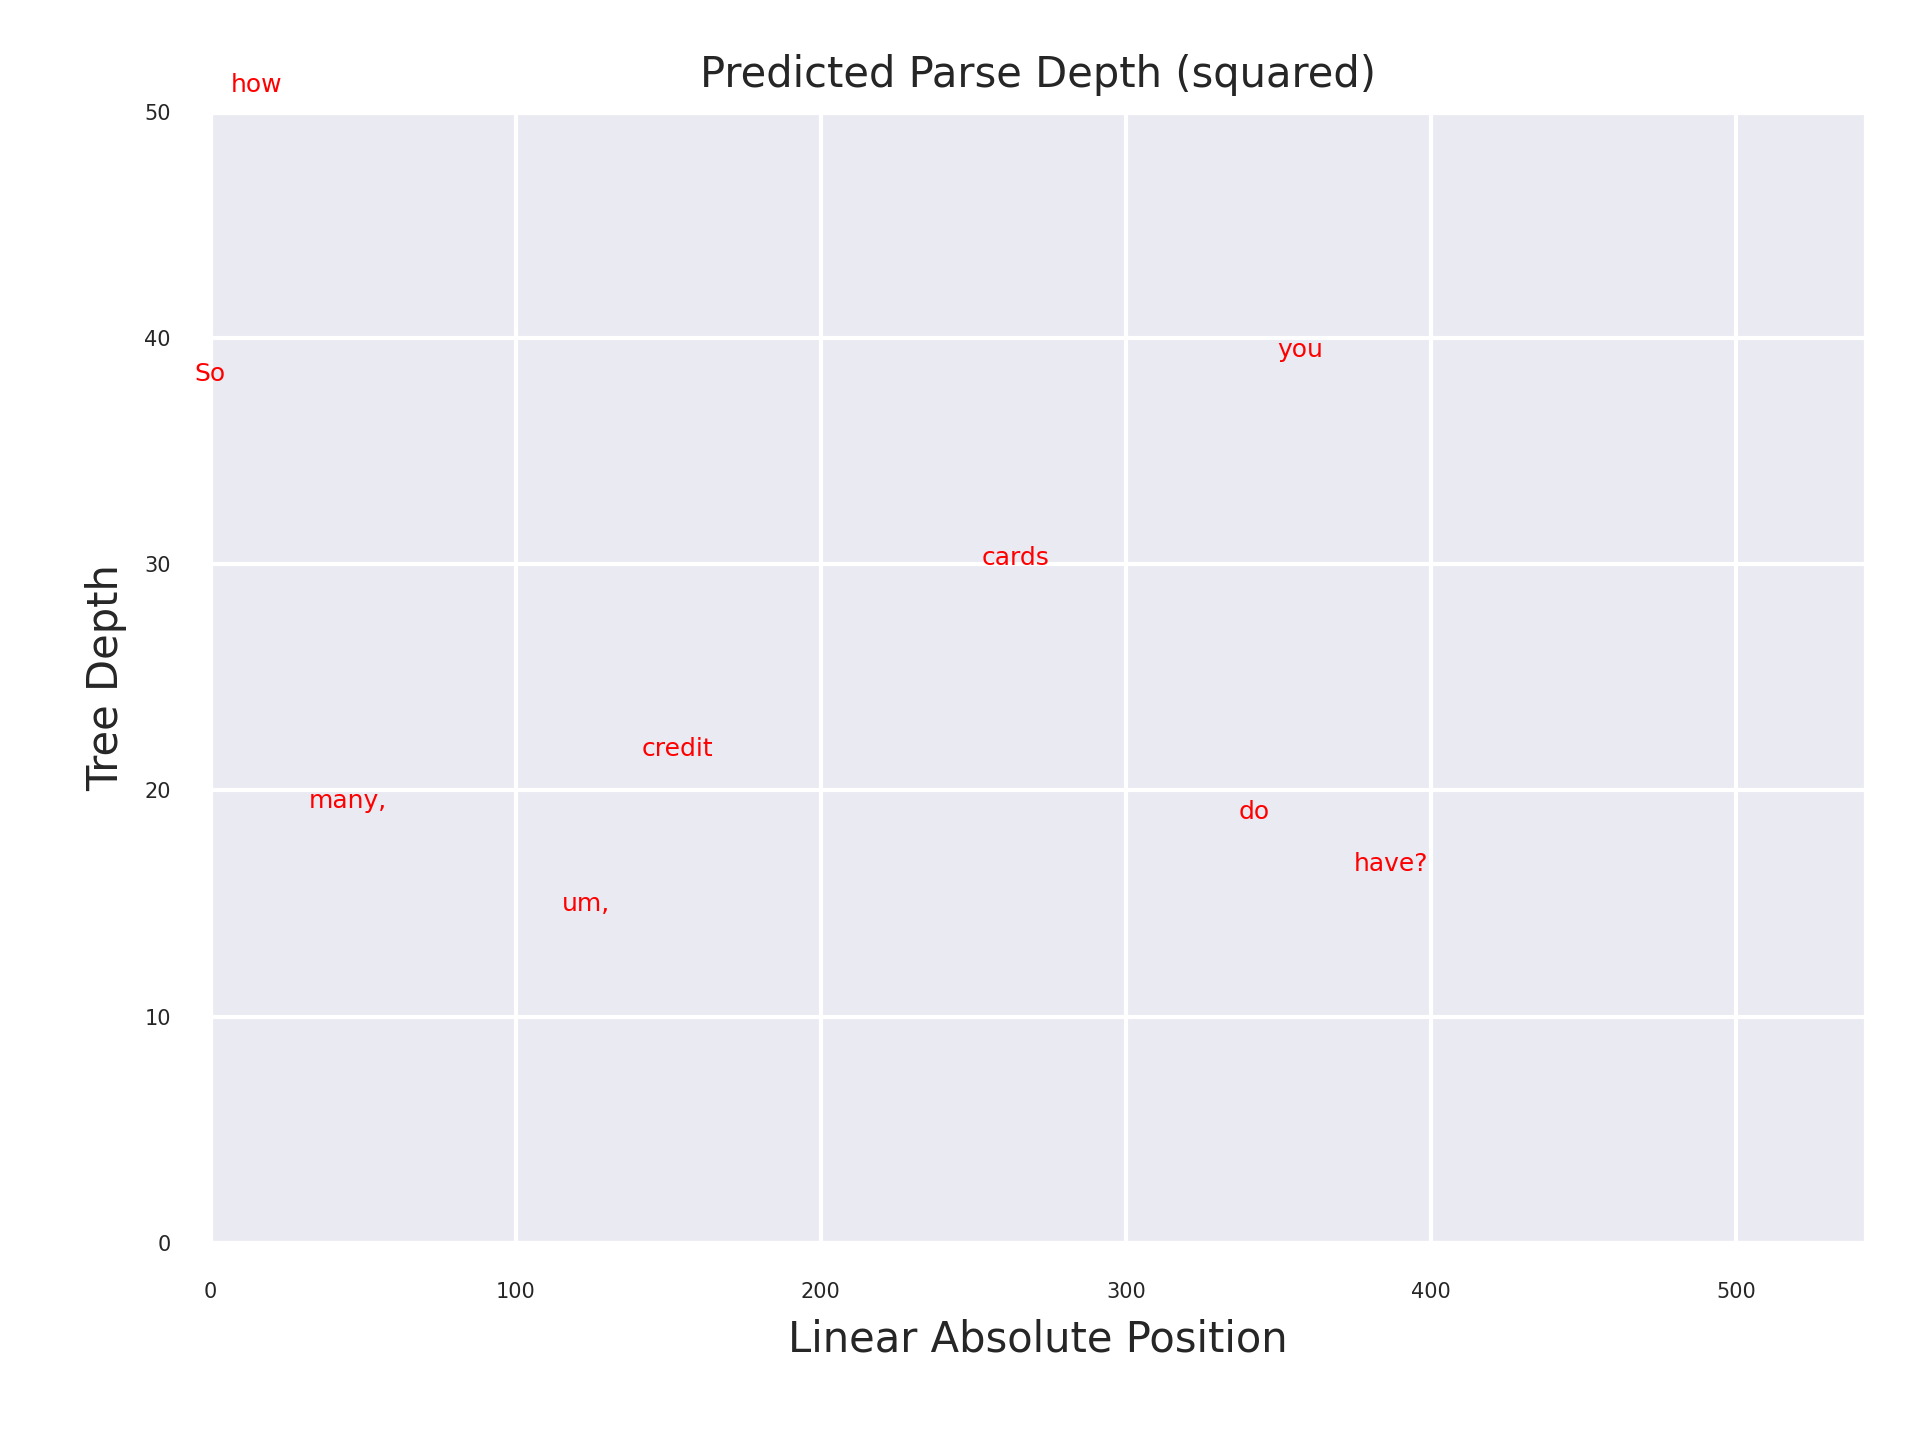 Predicted Parse Depth (squared)
how
50
40
you
So
cards
30
Tree Depth
credit
20
many,
do
have?
um,
10
0
0 100 200 300 400 500
Linear Absolute Position